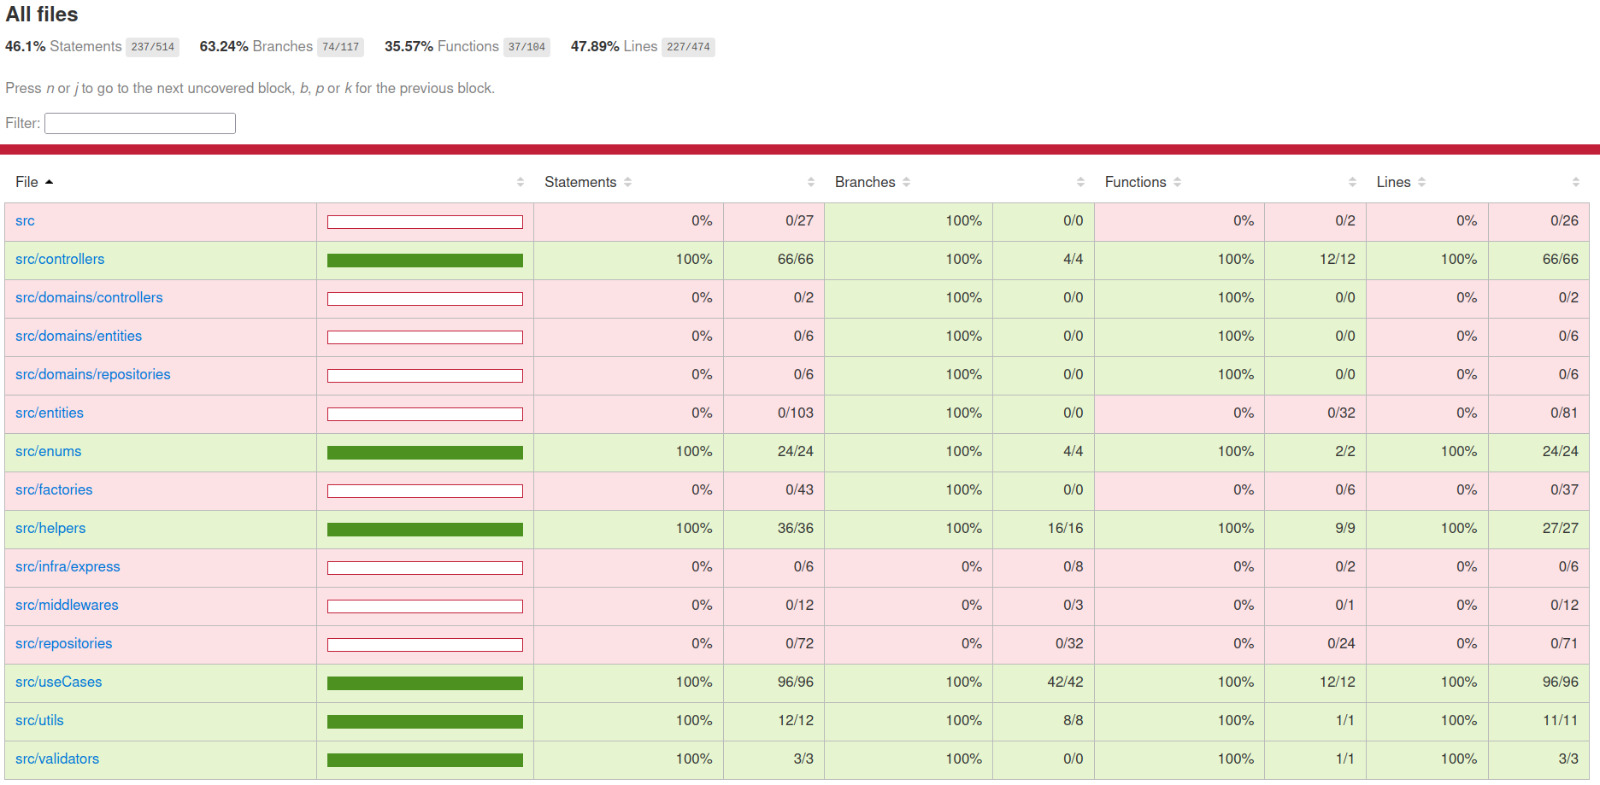 All files
46.1% Statements 237/514 63.24% Branches 74/117 35.57% Functions 37/104 47.89% Lines 227/474
Press n or j to go to the next uncovered block, b, p or k for the previous block.
Filter:
File Statements Branches Functions Lines
src 0% 0/27 100% 0/0 0% 0/2 0% 0/26
src/controllers 100% 66/66 100% 4/4 100% 12/12 100% 66/66
src/domains/controllers 0% 0/2 100% 0/0 100% 0/0 0% 0/2
src/domains/entities 0% 0/6 100% 0/0 100% 0/0 0% 0/6
src/domains/repositories 0% 0/6 100% 0/0 100% 0/0 0% 0/6
src/entities 0% 0/103 100% 0/0 0% 0/32 0% 0/81
src/enums 100% 24/24 100% 4/4 100% 2/2 100% 24/24
src/factories 0% 0/43 100% 0/0 0% 0/6 0% 0/37
src/helpers 100% 36/36 100% 16/16 100% 9/9 100% 27/27
src/infra/express 0% 0/6 0% 0/8 0% 0/2 0% 0/6
src/middlewares 0% 0/12 0% 0/3 0% 0/1 0% 0/12
src/repositories 0% 0/72 0% 0/32 0% 0/24 0% 0/71
src/useCases 100% 96/96 100% 42/42 100% 12/12 100% 96/96
src/utils 100% 12/12 100% 8/8 100% 1/1 100% 11/11
src/validators 100% 3/3 100% 0/0 100% 1/1 100% 3/3